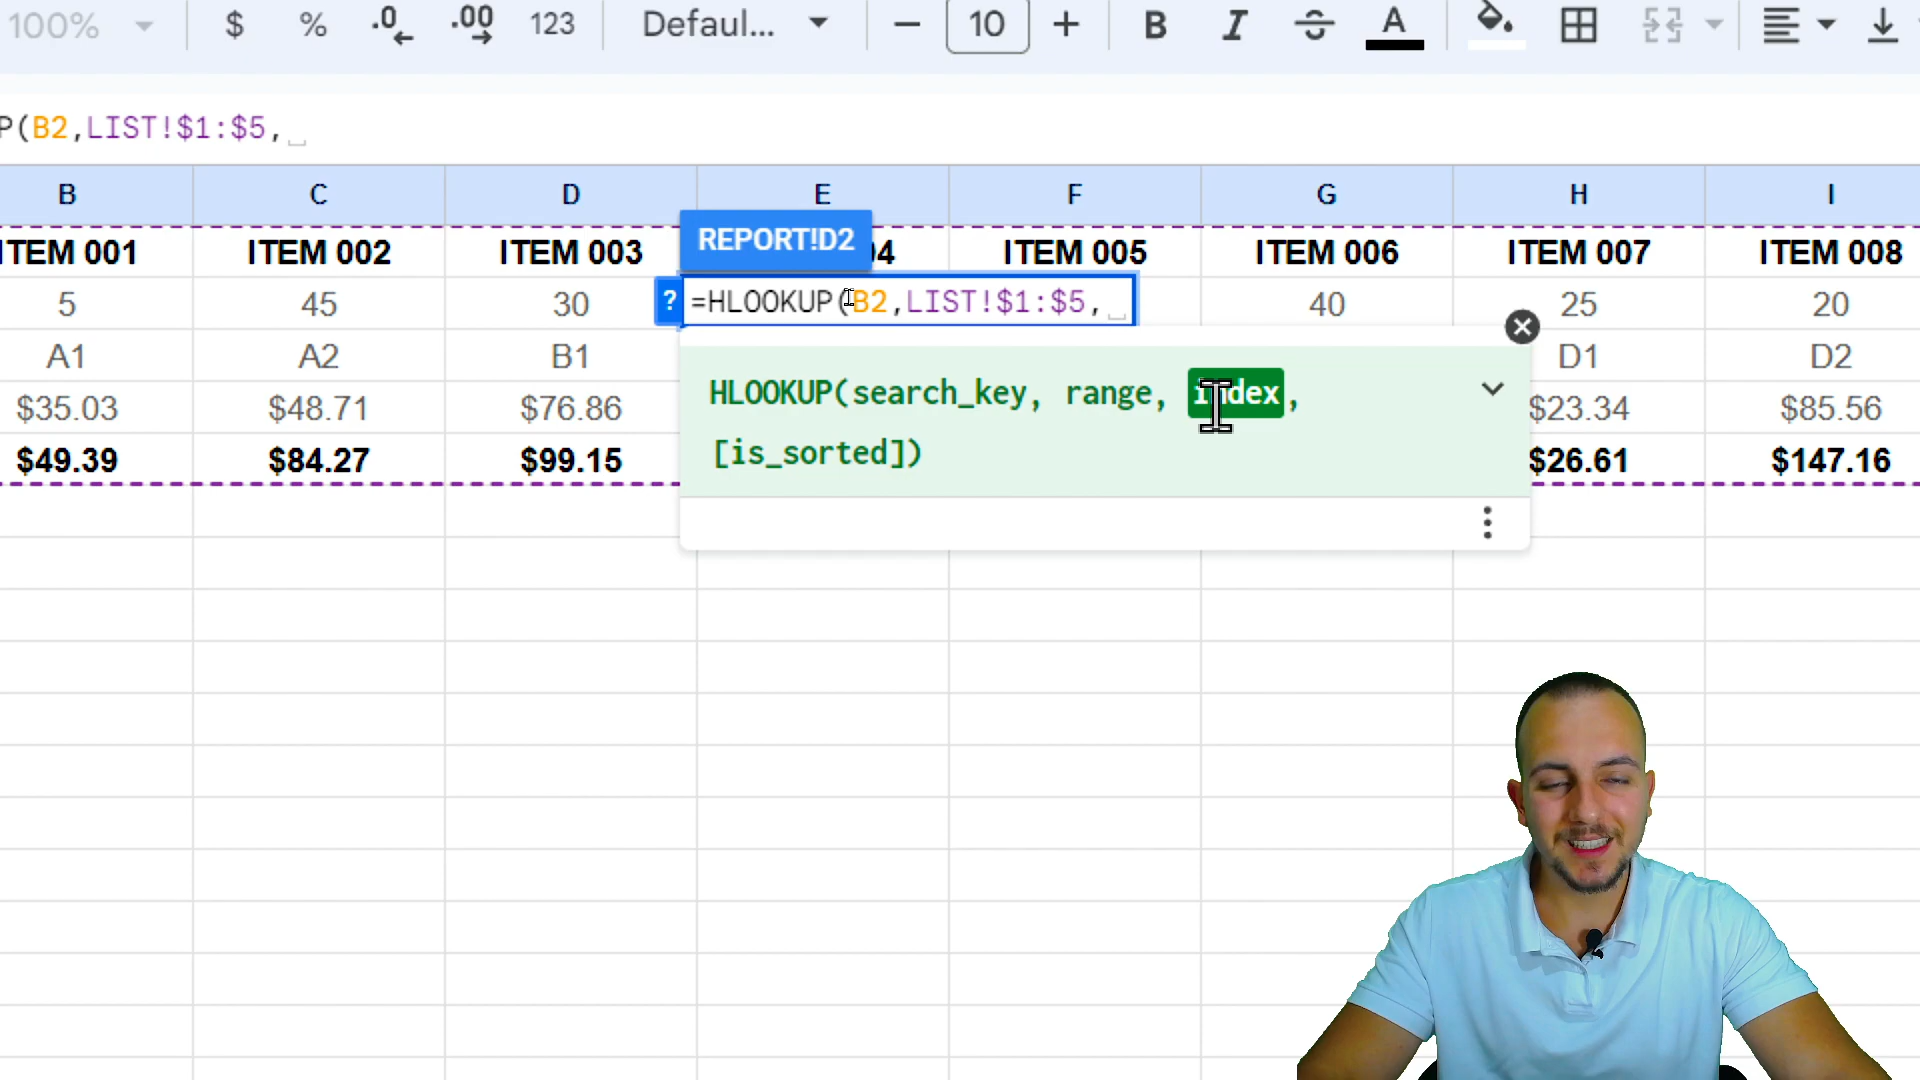 100% $ % .0 .00 123 Defaul... 10 B I A
P(B2,LIST!$1:$5,
B C D E F G H I
ITEM 001 ITEM 002 ITEM 003 REPORT!D2 04 ITEM 005 ITEM 006 ITEM 007 ITEM 008
5 45 30 ? =HLOOKUP(B2,LIST!$1:$5, 40 25 20
A1 A2 B1 D1 D2
$35.03 $48.71 $76.86 HLOOKUP(search_key, range, index, $23.34 $85.56
$49.39 $84.27 $99.15 [is_sorted]) $26.61 $147.16